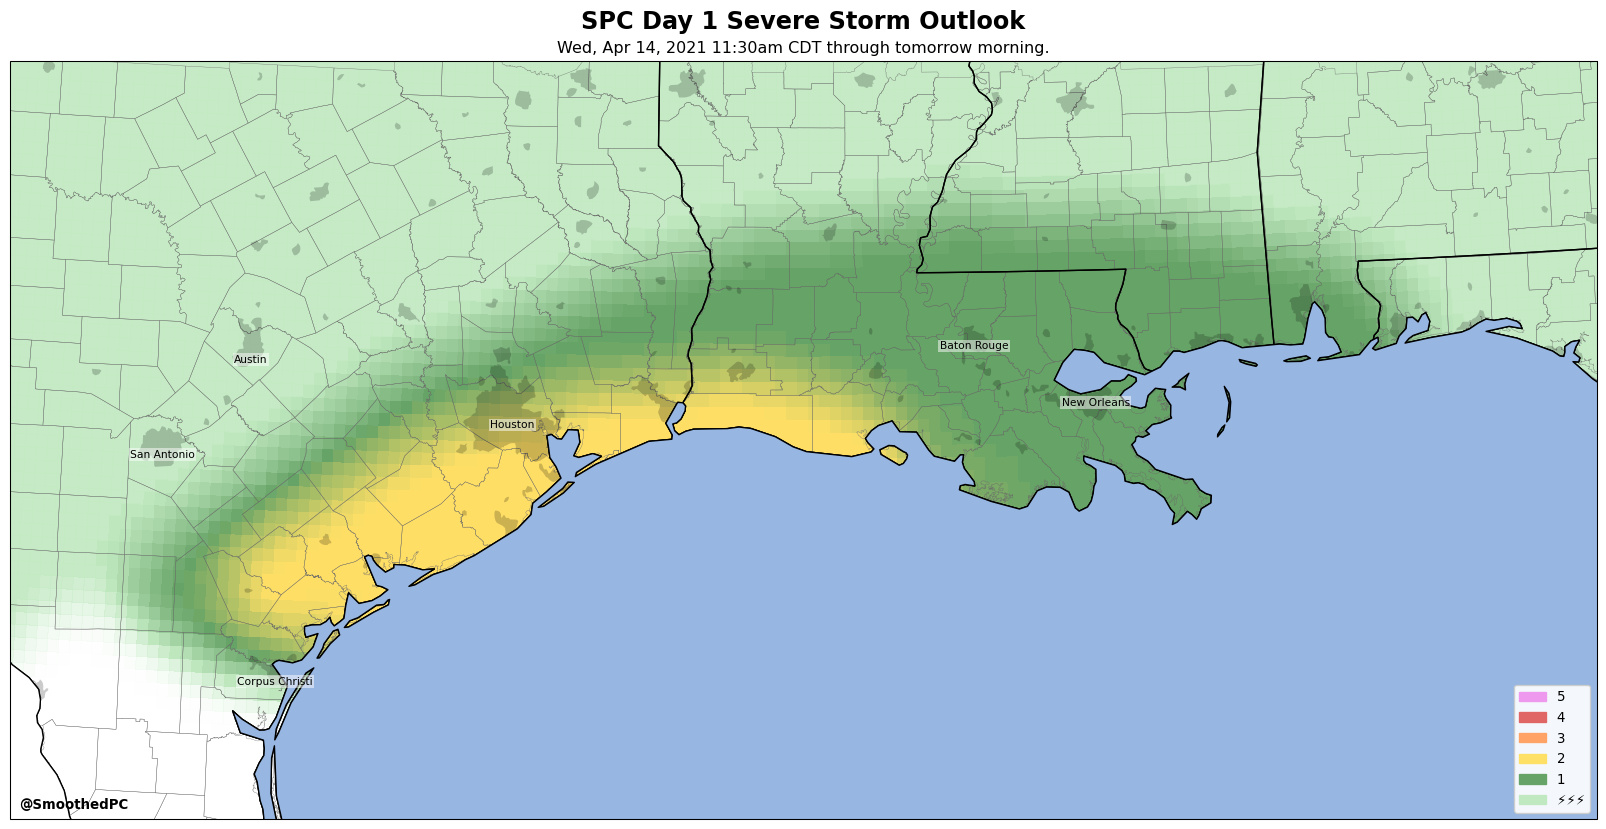 SPC Day 1 Severe Storm Outlook
Wed, Apr 14, 2021 11:30am CDT through tomorrow morning.
Baton Rouge
Austin
New Orleans
Houston
San Antonio
Corpus Christi
5
4
3
2
1
⚡⚡⚡
@SmoothedPC